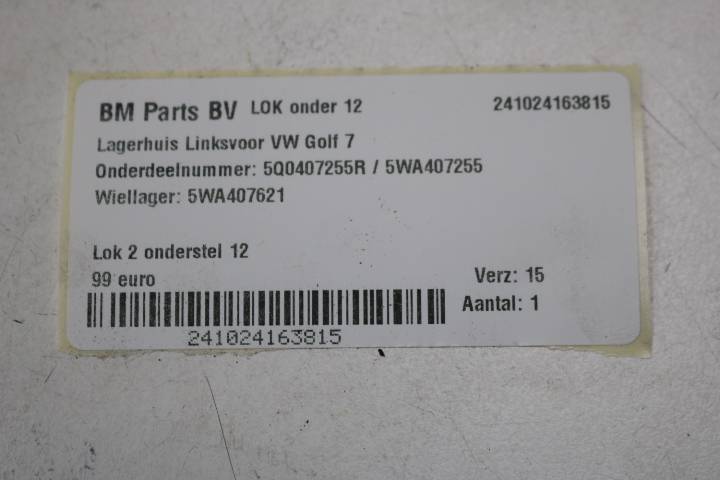 BM Parts BV LOK onder 12 241024163815
Lagerhuis Linksvoor VW Golf 7
Onderdeelnummer: 5Q0407255R / 5WA407255
Wiellager: 5WA407621
Lok 2 onderstel 12
99 euro Verz: 15
Aantal: 1
241024163815